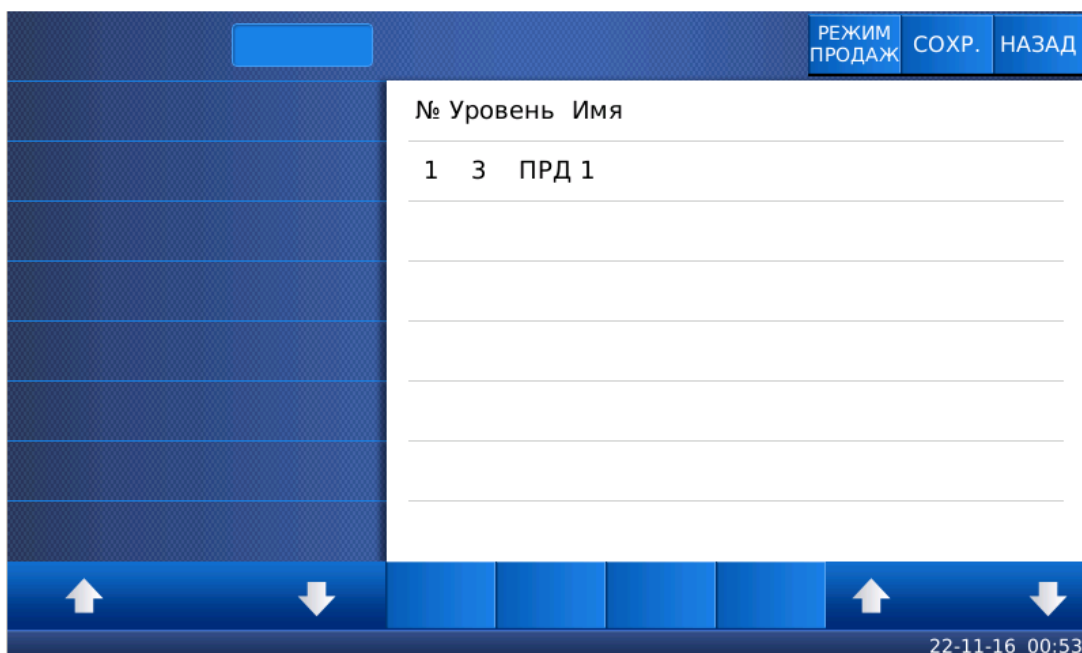 РЕЖИМ
ПРОДАЖ
СОХР.
НАЗАД
№ Уровень Имя
1 3 ПРД 1
22-11-16 00:53